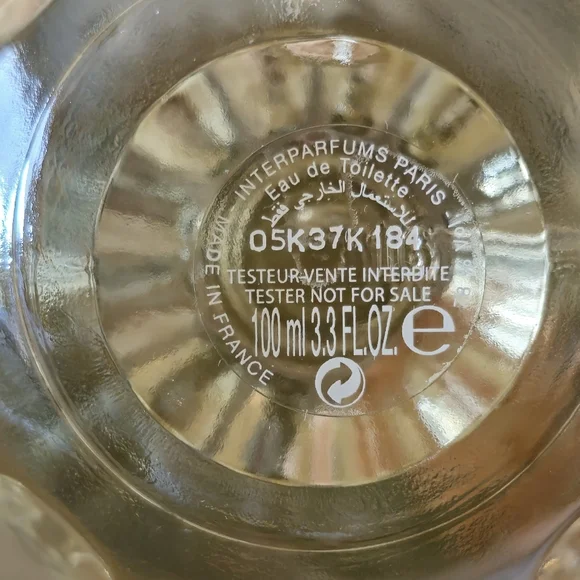 INTERPARFUMS PARIS
Eau de Toilette
للاستعمال الخارجي فقط
05K37K184
TESTEUR-VENTE INTERDITE
TESTER NOT FOR SALE
100 ml 3.3 FL.OZ. e
MADE IN FRANCE